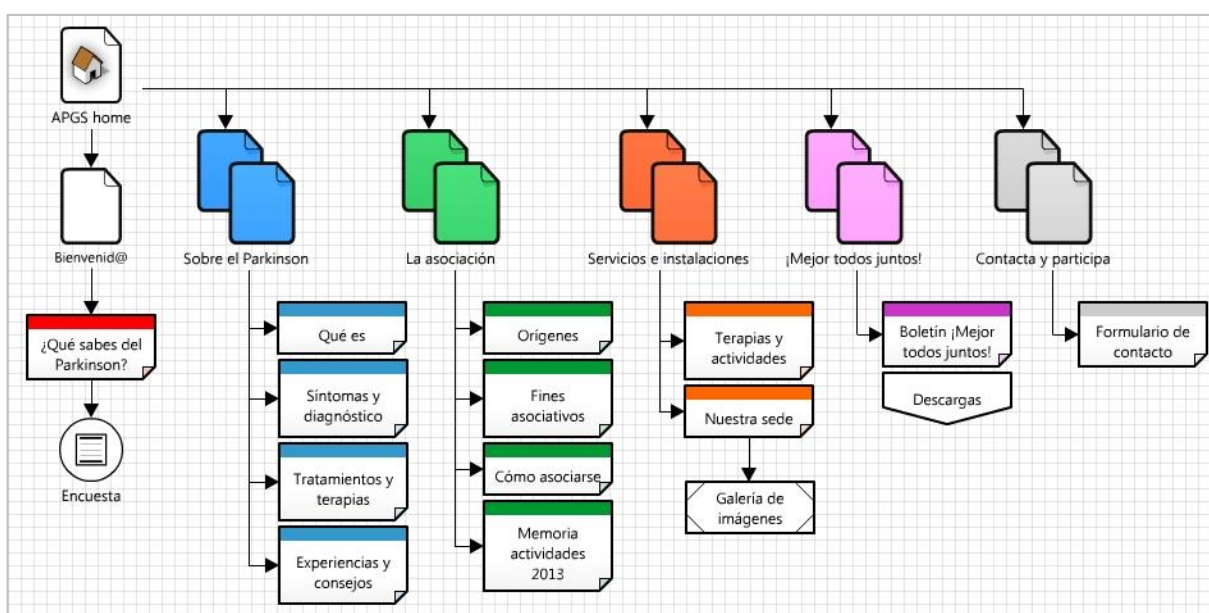 APGS home
Bienvenid@
Sobre el Parkinson
La asociación
Servicios e instalaciones
¡Mejor todos juntos!
Contacta y participa
¿Qué sabes del
Parkinson?
Encuesta
Qué es
Síntomas y
diagnóstico
Tratamientos y
terapias
Experiencias y
consejos
Orígenes
Fines
asociativos
Cómo asociarse
Memoria
actividades
2013
Terapias y
actividades
Nuestra sede
Galería de
imágenes
Boletín ¡Mejor
todos juntos!
Descargas
Formulario de
contacto